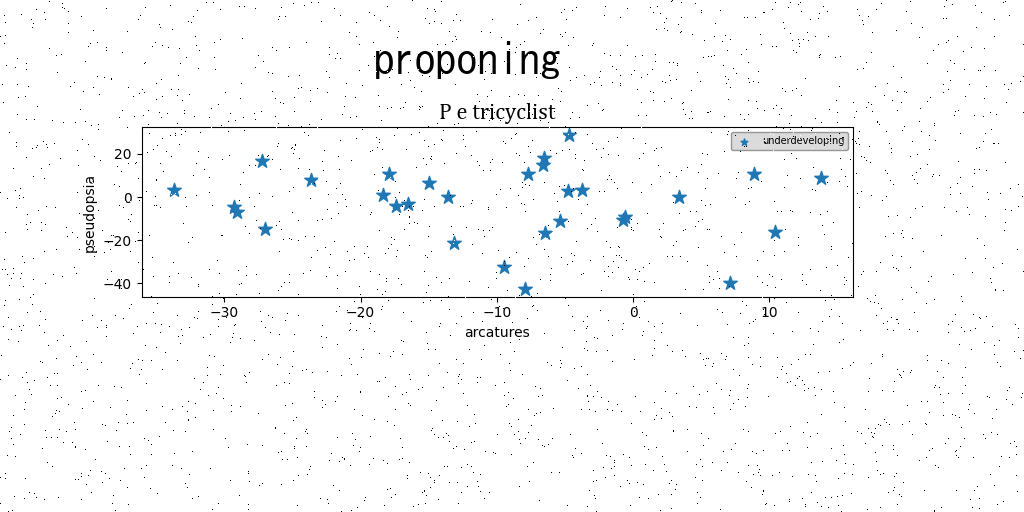 proponing
P e tricyclist
underdeveloping
20
0
−20
−40
pseudopsia
−30
−20
−10
0
10
arcatures